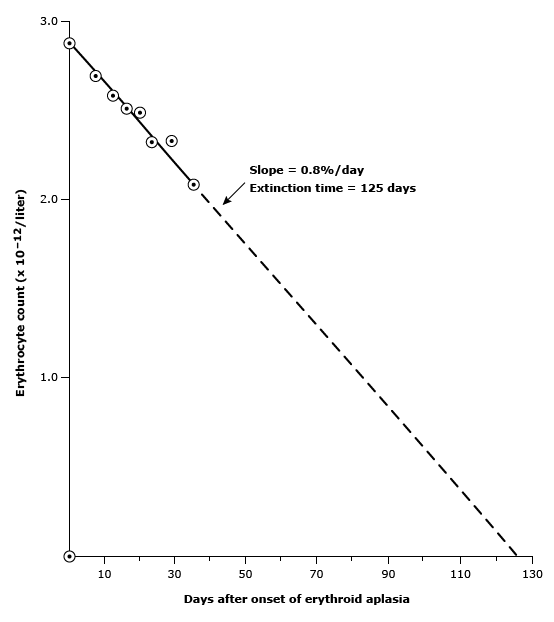 3.0
2.0
1.0
Erythrocyte count (x 10−12/liter)
Slope = 0.8%/day
Extinction time = 125 days
10 30 50 70 90 110 130
Days after onset of erythroid aplasia